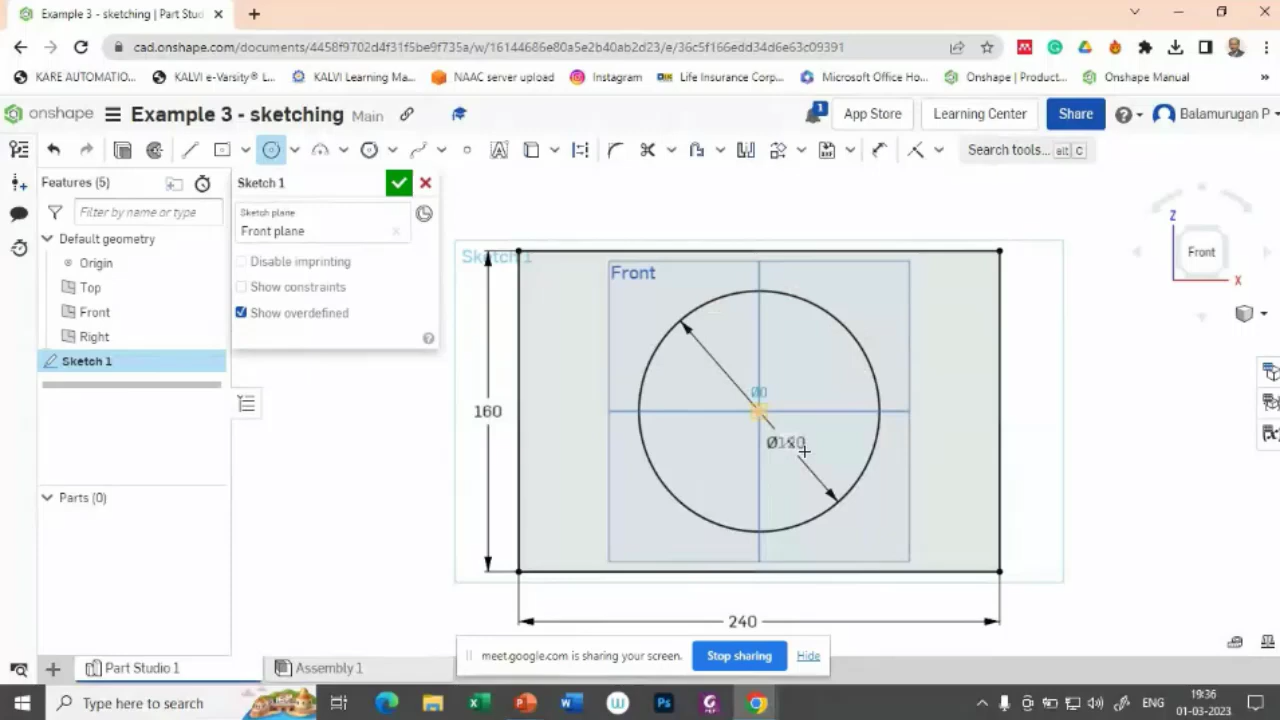 Example 3 - sketching | Part Stud
cad.onshape.com/documents/4458f9702d4f31f5be9f735a/w/16144686e80a5e2b40ab2d23/e/36c5f166edd34d6e63c09391
KARE AUTOMATIO... KALVI e-Varsity® L... KALVI Learning Ma... NAAC server upload Instagram Life Insurance Corp... Microsoft Office Ho... Onshape | Product... Onshape Manual »
onshape Example 3 - sketching Main 1 App Store Learning Center Share Balamurugan P
Search tools... alt C
Features (5)
Filter by name or type
Default geometry
Origin
Top
Front
Right
Sketch 1
Parts (0)
Sketch 1
Sketch plane
Front plane
Disable imprinting
Show constraints
Show overdefined
Sketch 1
Front
Ø0
160
240
Z
Front
X
Part Studio 1 Assembly 1
meet.google.com is sharing your screen. Stop sharing Hide
Type here to search
ENG
19:36
01-03-2023